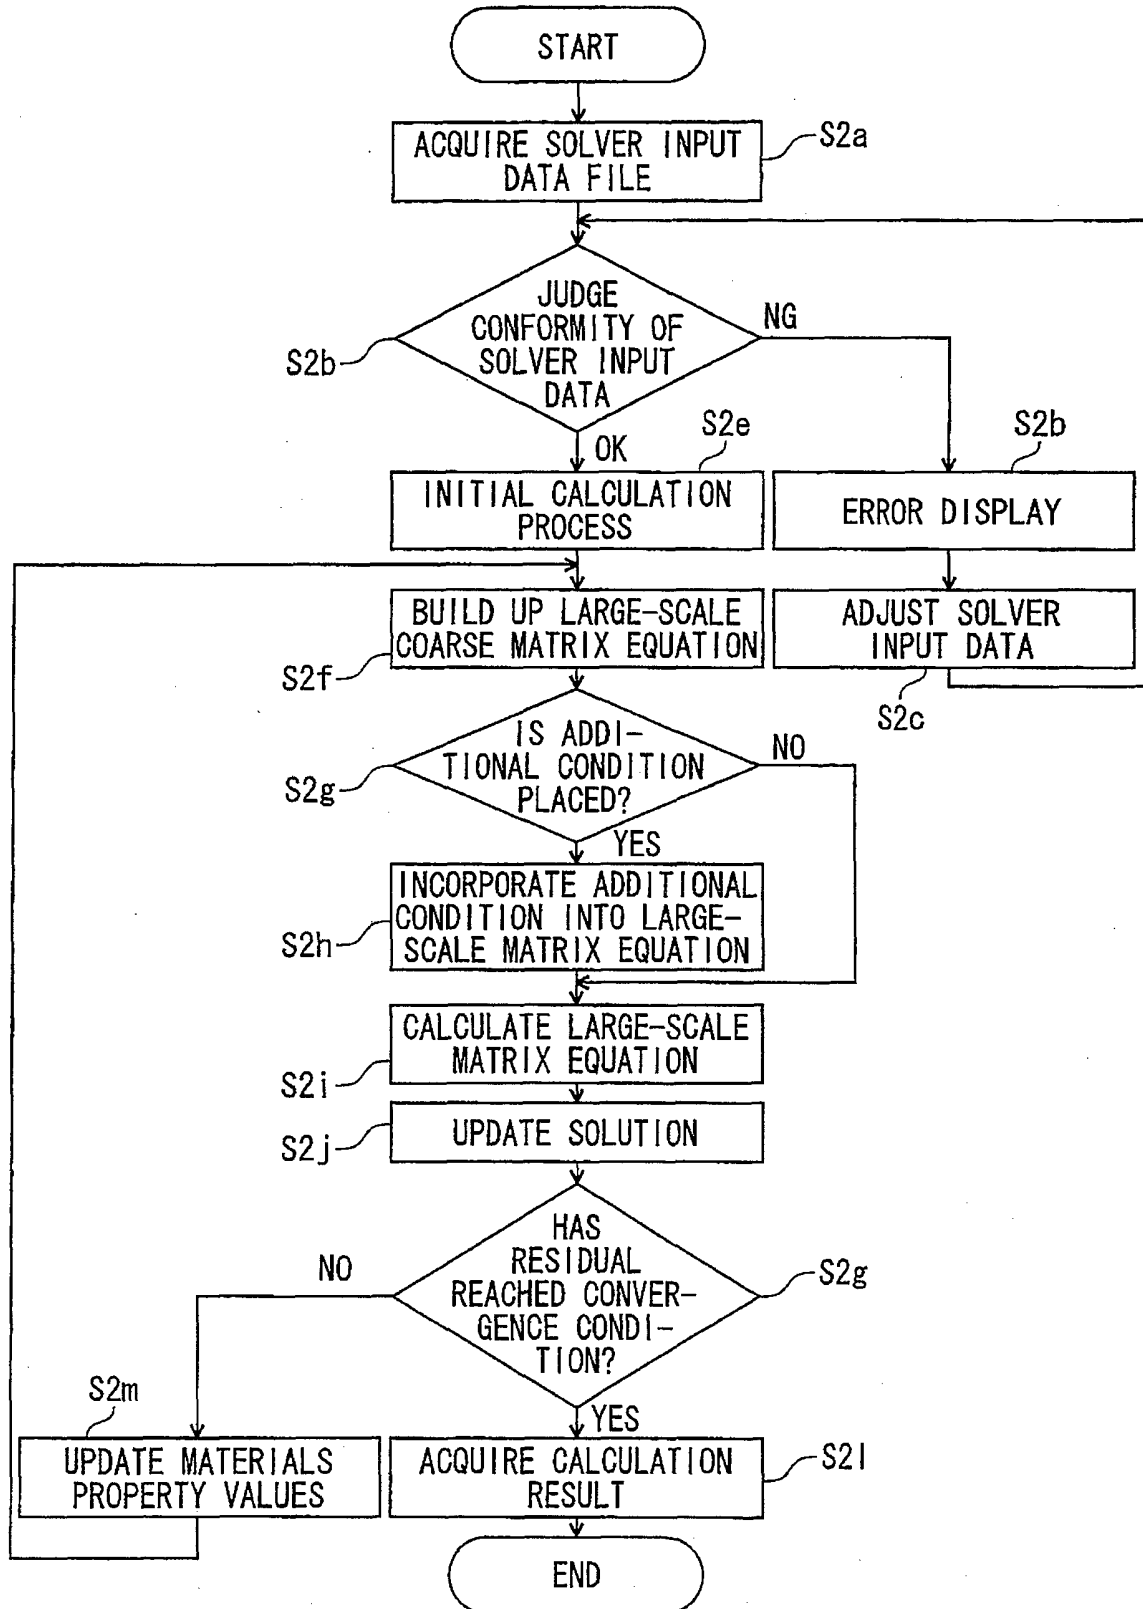 START
ACQUIRE SOLVER INPUT
DATA FILE
S2a
JUDGE
CONFORMITY OF
SOLVER INPUT
DATA
S2b
NG
OK
S2e
INITIAL CALCULATION
PROCESS
S2b
ERROR DISPLAY
BUILD UP LARGE-SCALE
COARSE MATRIX EQUATION
S2f
ADJUST SOLVER
INPUT DATA
S2c
IS ADDI-
TIONAL CONDITION
PLACED?
S2g
NO
YES
INCORPORATE ADDITIONAL
CONDITION INTO LARGE-
SCALE MATRIX EQUATION
S2h
CALCULATE LARGE-SCALE
MATRIX EQUATION
S2i
UPDATE SOLUTION
S2j
HAS
RESIDUAL
REACHED CONVER-
GENCE CONDI-
TION?
NO
S2g
YES
S2m
UPDATE MATERIALS
PROPERTY VALUES
ACQUIRE CALCULATION
RESULT
S2l
END